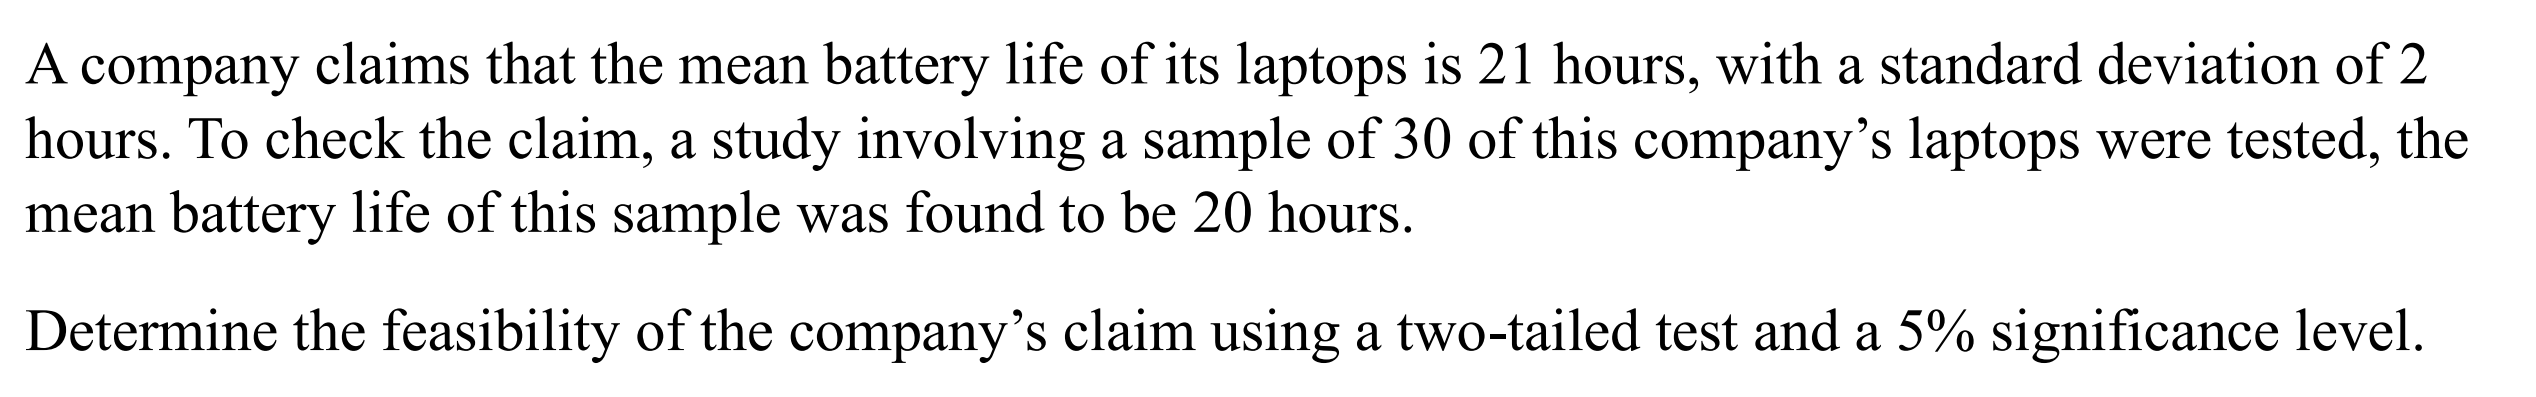 A company claims that the mean battery life of its laptops is 21 hours, with a standard deviation of 2
hours. To check the claim, a study involving a sample of 30 of this company’s laptops were tested, the
mean battery life of this sample was found to be 20 hours.
Determine the feasibility of the company’s claim using a two-tailed test and a 5% significance level.